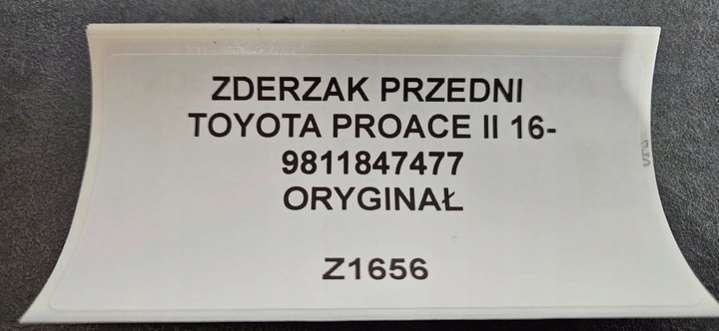 ZDERZAK PRZEDNI
TOYOTA PROACE II 16-
9811847477
ORYGINAŁ
Z1656